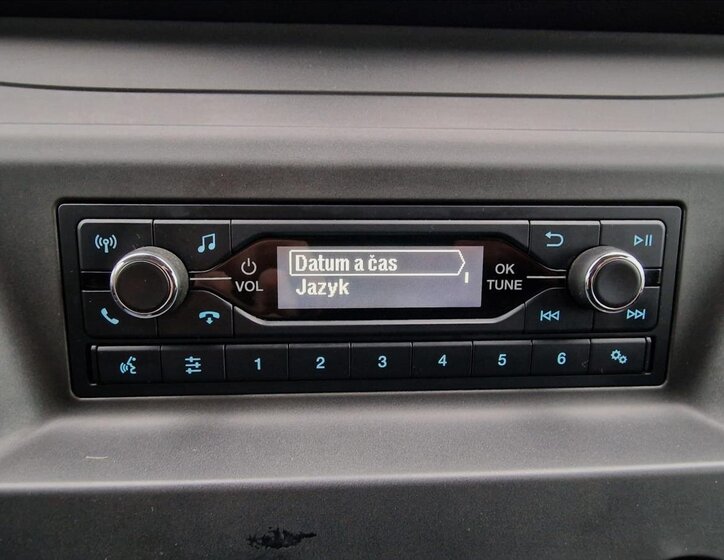 Datum a čas
Jazyk
VOL
OK
TUNE
1 2 3 4 5 6